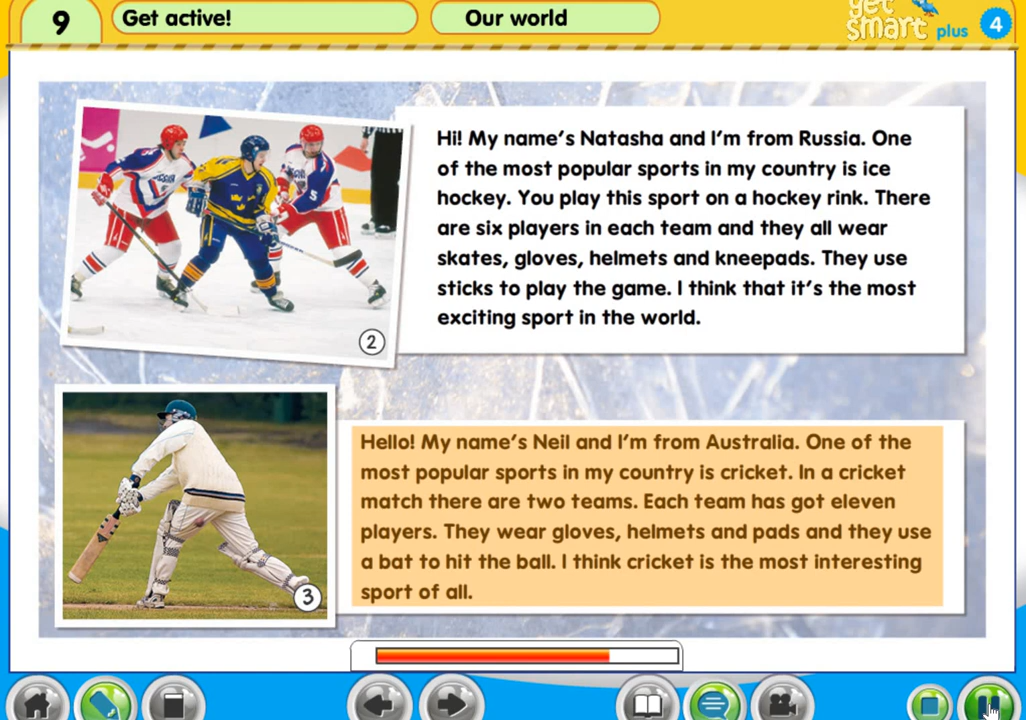 9
Get active!
Our world
get
smart plus 4
Hi! My name's Natasha and I'm from Russia. One
of the most popular sports in my country is ice
hockey. You play this sport on a hockey rink. There
are six players in each team and they all wear
skates, gloves, helmets and kneepads. They use
sticks to play the game. I think that it's the most
exciting sport in the world.
5
2
Hello! My name's Neil and I'm from Australia. One of the
most popular sports in my country is cricket. In a cricket
match there are two teams. Each team has got eleven
players. They wear gloves, helmets and pads and they use
a bat to hit the ball. I think cricket is the most interesting
sport of all.
3